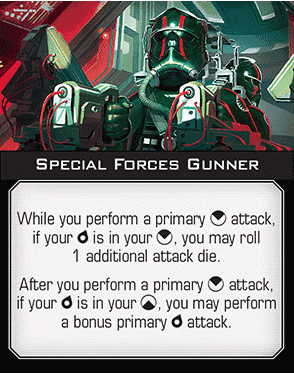 SPECIAL FORCES GUNNER
While you perform a primary attack,
if your is in your , you may roll
1 additional attack die.
After you perform a primary attack,
if your is in your , you may perform
a bonus primary attack.